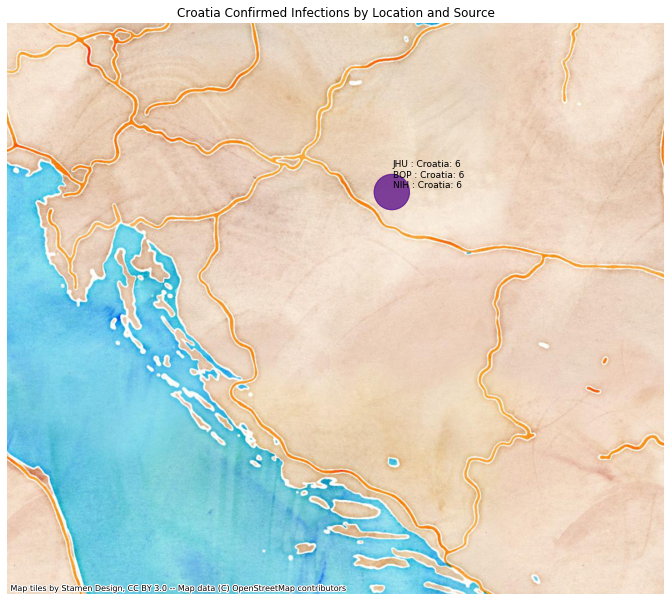 Croatia Confirmed Infections by Location and Source
JHU : Croatia: 6
BOP : Croatia: 6
NIH : Croatia: 6
Map tiles by Stamen Design, CC BY 3.0 -- Map data (C) OpenStreetMap contributors